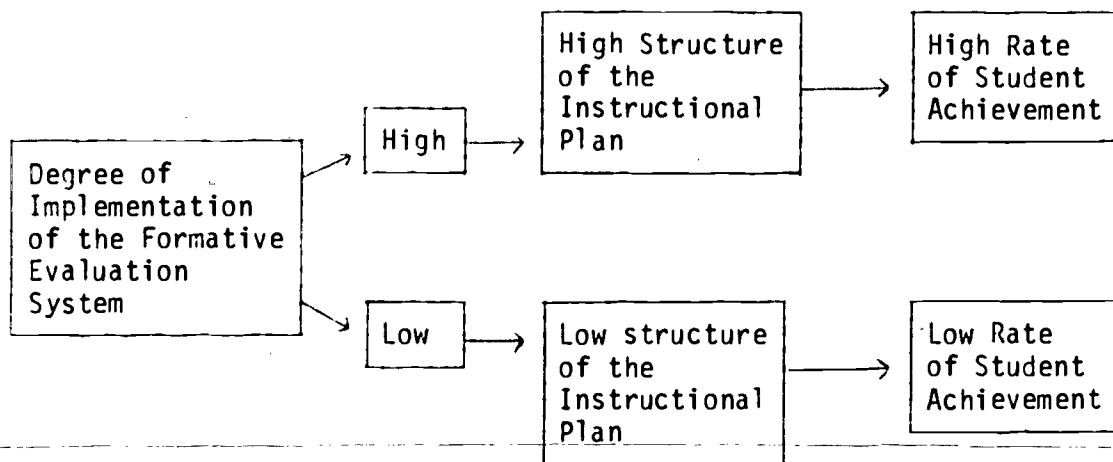 Degree of
Implementation
of the Formative
Evaluation
System
High
High Structure
of the
Instructional
Plan
High Rate
of Student
Achievement
Low
Low structure
of the
Instructional
Plan
Low Rate
of Student
Achievement